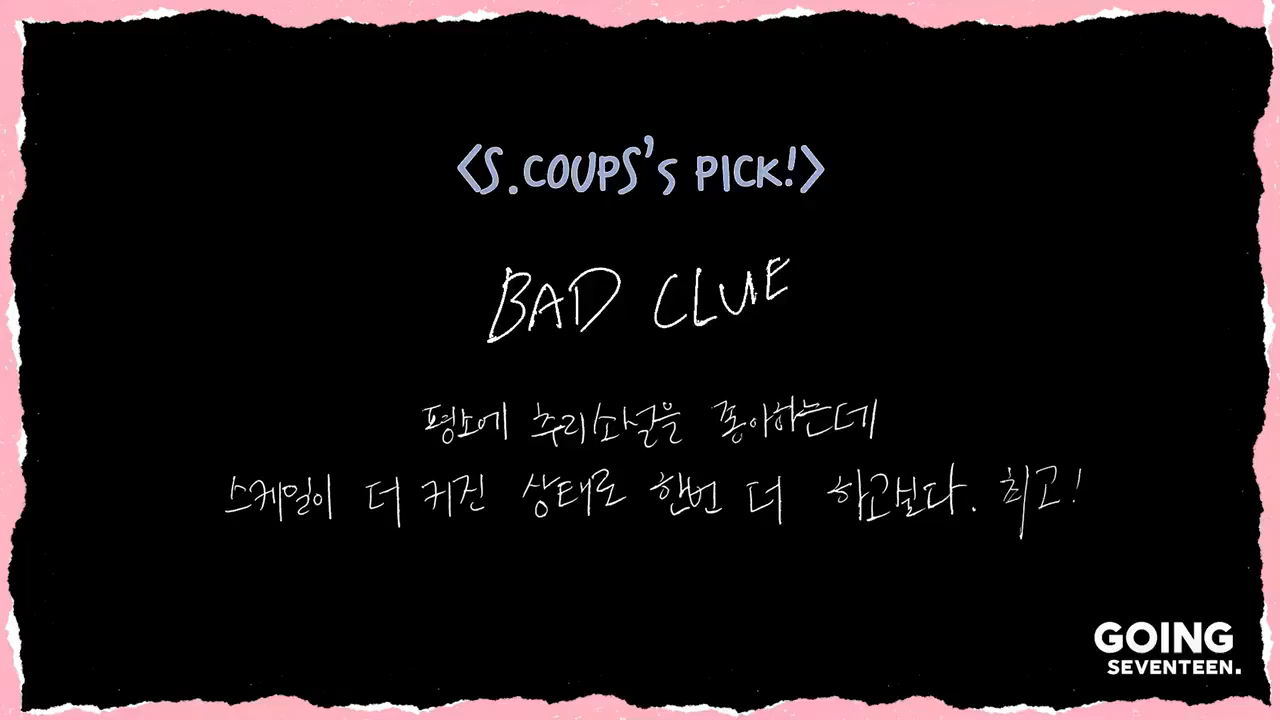 <S.COUPS's PICK!>
BAD CLUE
평소에 추리소설을 좋아하는데
스케일이 더 커진 상태로 한번 더 하고싶다. 최고!
GOING
SEVENTEEN.